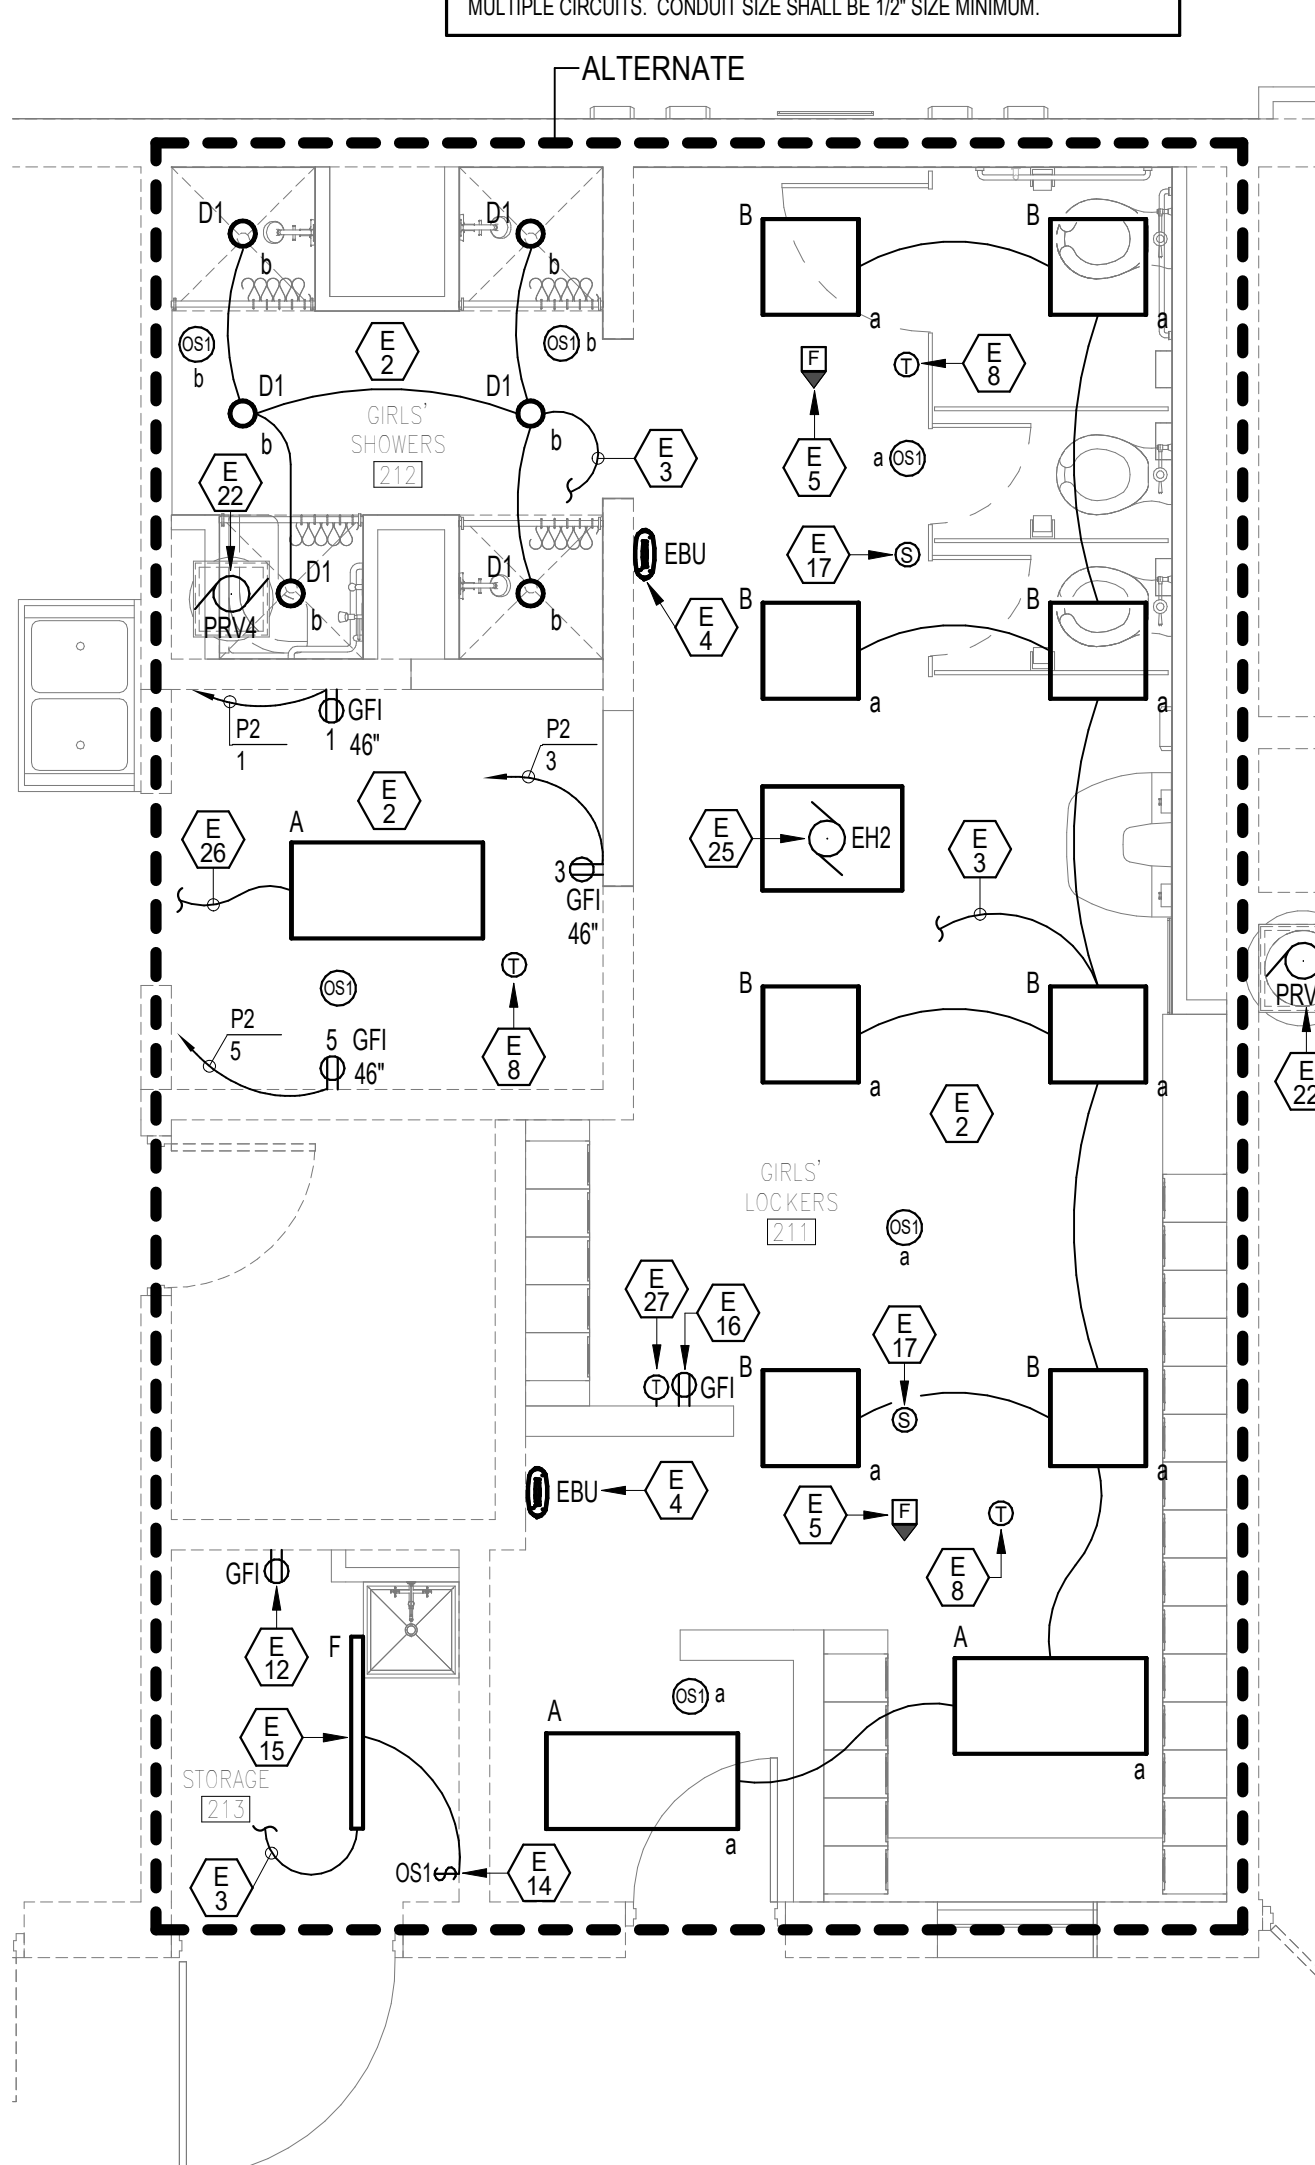 MULTIPLE CIRCUITS. CONDUIT SIZE SHALL BE 1/2" SIZE MINIMUM.
ALTERNATE
D1
b
D1
b
B
a
B
a
OS1
b
E
2
OS1 b
F
T
E
8
D1
b
D1
b
GIRLS'
SHOWERS
212
E
3
E
5
a OS1
E
22
EBU
E
17
S
D1
b
D1
b
PRV4
E
4
B
a
B
a
GFI
1
46"
P2
1
P2
3
E
2
E
26
A
3
GFI
46"
E
25
EH2
E
3
OS1
T
E
8
P2
5
5
GFI
46"
B
a
B
a
PRV
E
22
E
2
GIRLS'
LOCKERS
211
OS1
a
E
27
E
16
E
17
T
GFI
B
a
B
a
S
EBU
E
4
E
5
F
T
E
8
GFI
E
12
F
E
15
STORAGE
213
E
3
OS1
E
14
OS1 a
A
a
A
a